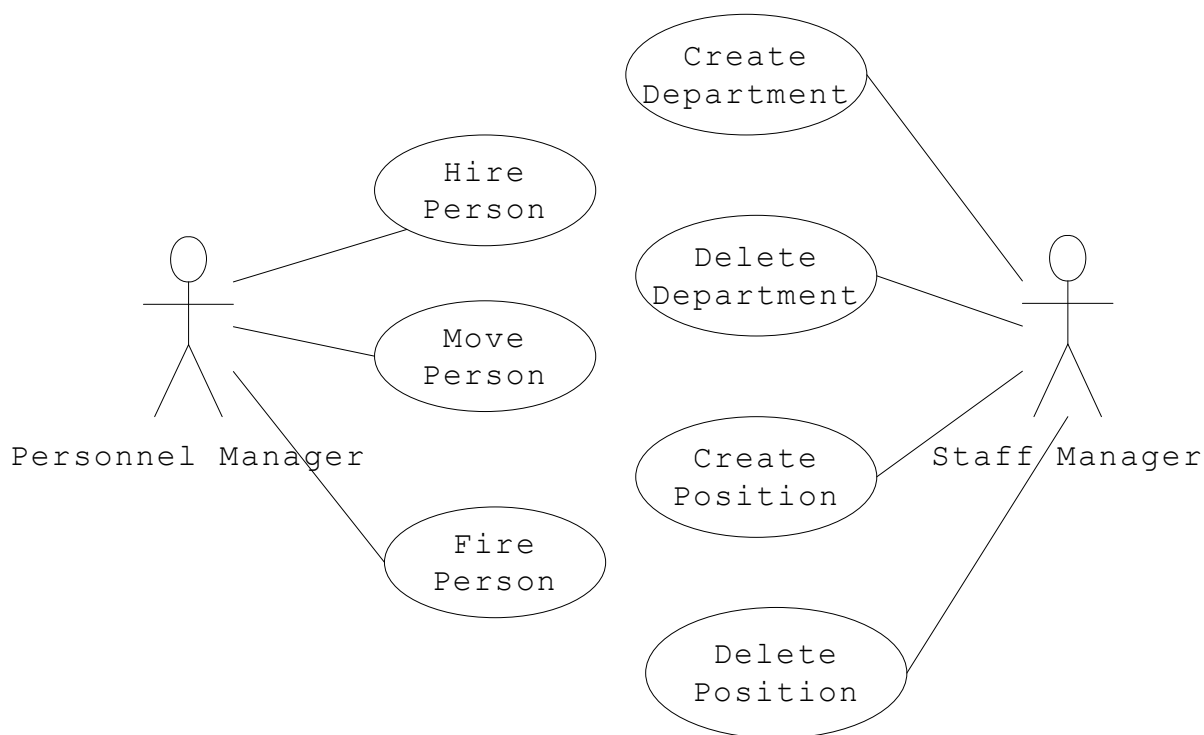 Create
Department
Hire
Person
Delete
Department
Move
Person
Personnel Manager
Staff Manager
Create
Position
Fire
Person
Delete
Position